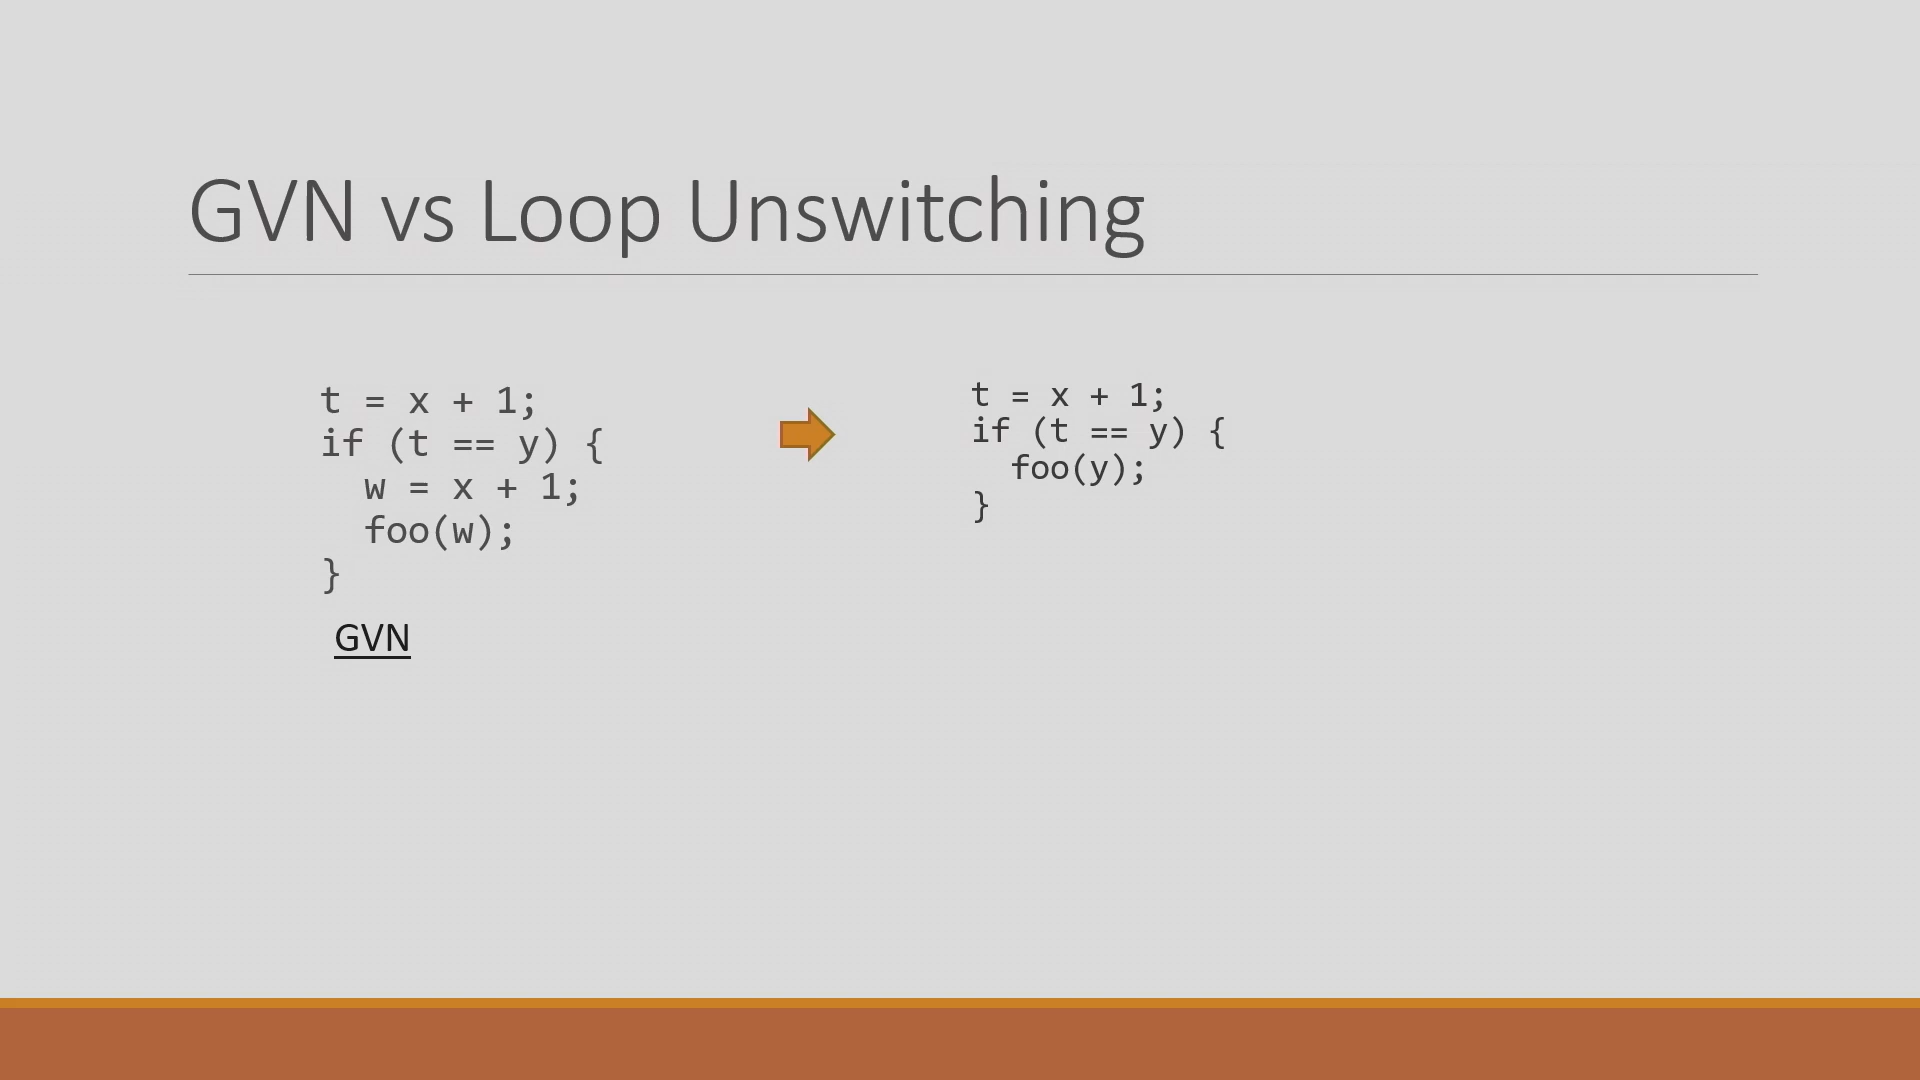 GVN vs Loop Unswitching
t = x + 1;
if (t == y) {
  w = x + 1;
  foo(w);
}
GVN
t = x + 1;
if (t == y) {
  foo(y);
}